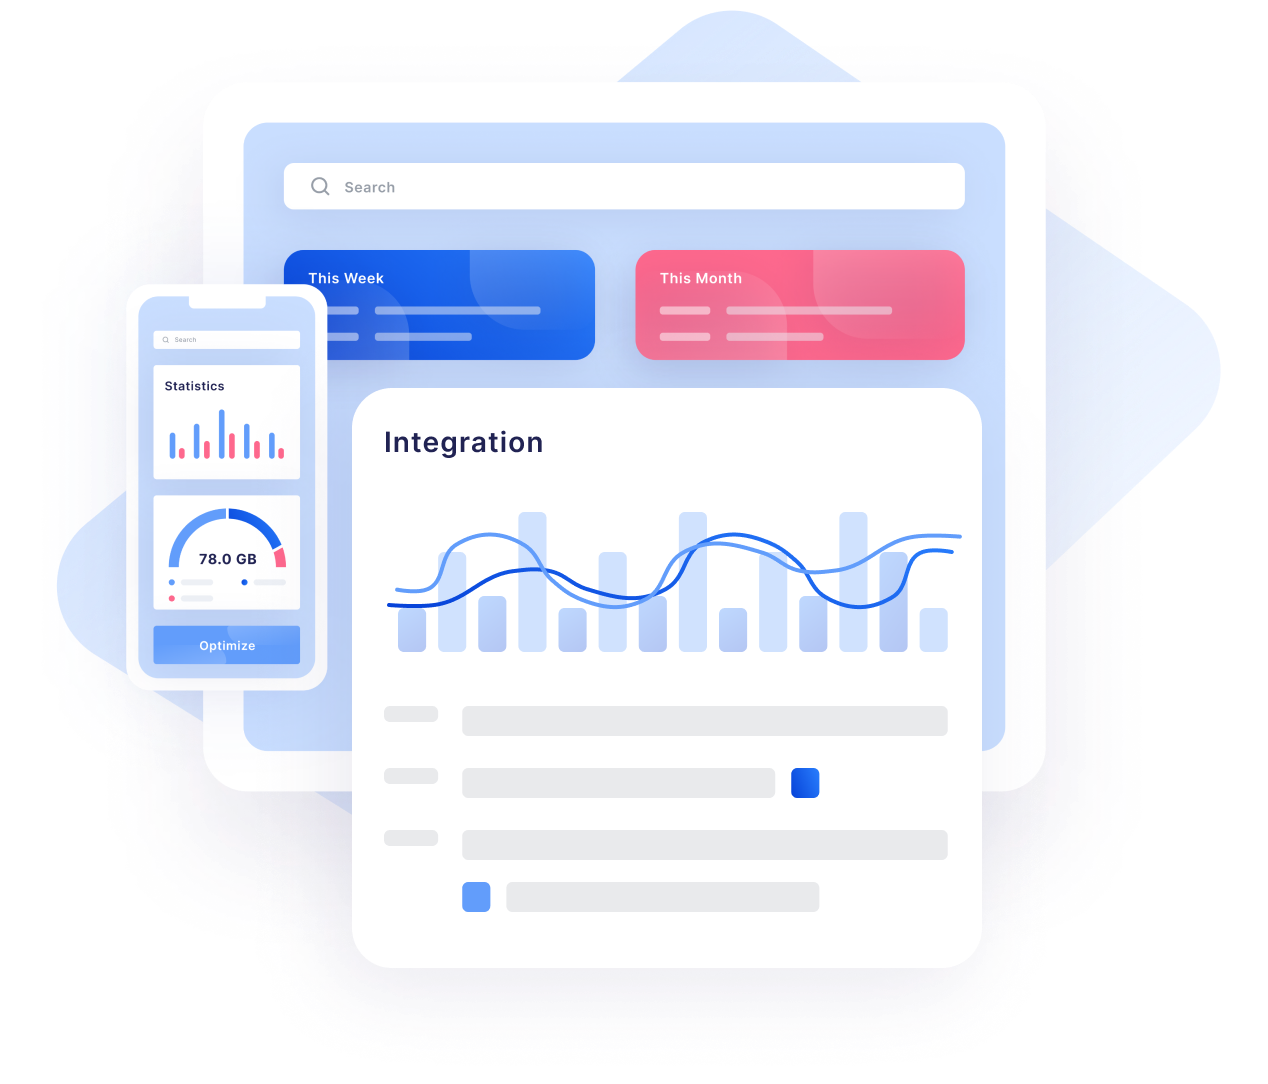 Search
This Week
This Month
Search
Statistics
78.0 GB
Optimize
Integration